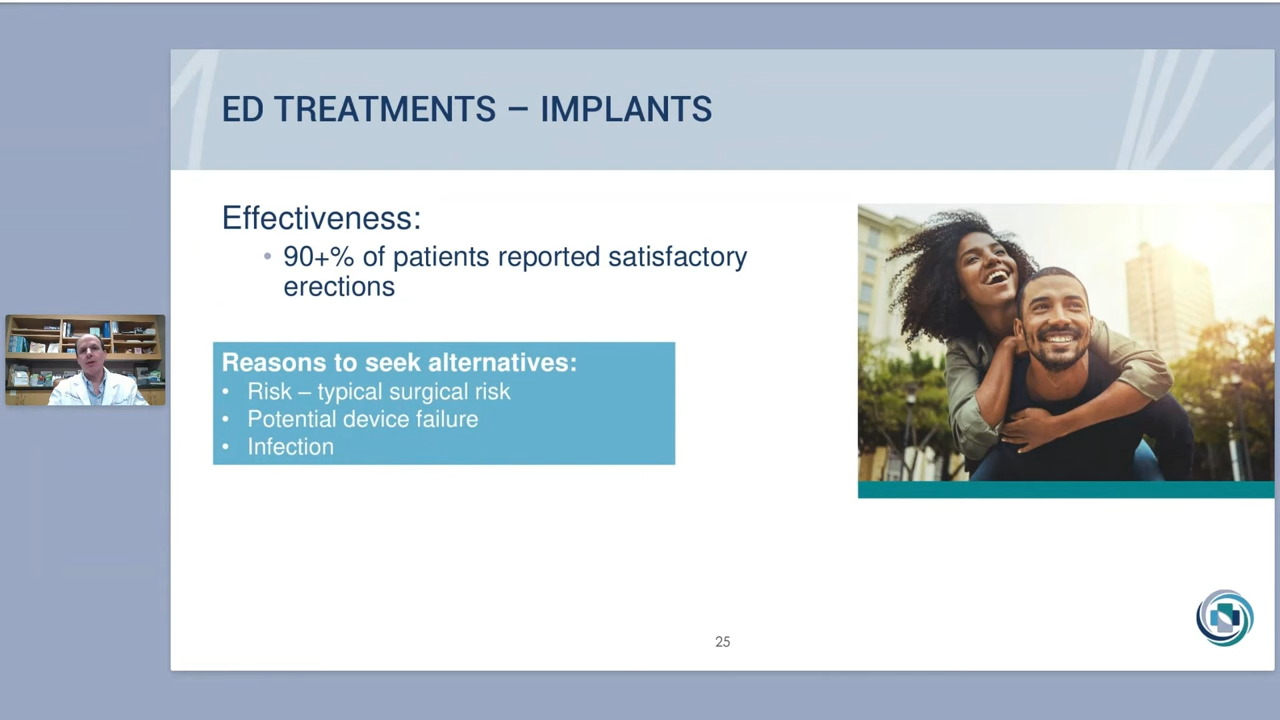 ED TREATMENTS – IMPLANTS
Effectiveness:
• 90+% of patients reported satisfactory
erections
Reasons to seek alternatives:
• Risk – typical surgical risk
• Potential device failure
• Infection
25